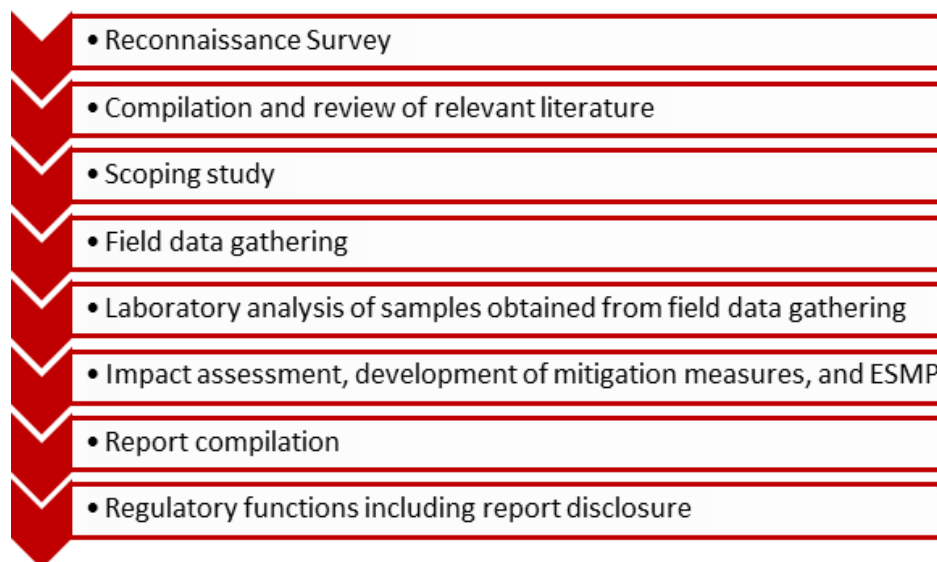 • Reconnaissance Survey
• Compilation and review of relevant literature
• Scoping study
• Field data gathering
• Laboratory analysis of samples obtained from field data gathering
• Impact assessment, development of mitigation measures, and ESMP
• Report compilation
• Regulatory functions including report disclosure